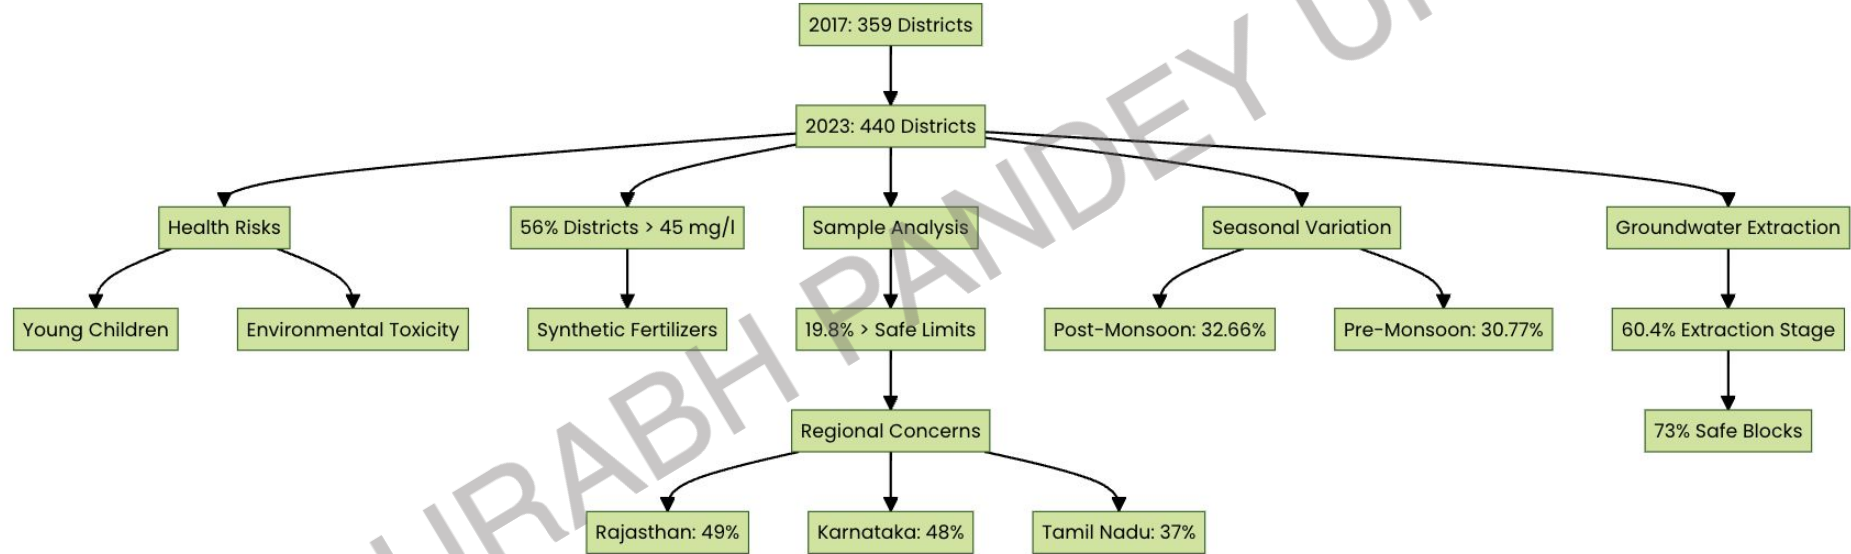 2017: 359 Districts
2023: 440 Districts
Health Risks
56% Districts > 45 mg/l
Sample Analysis
Seasonal Variation
Groundwater Extraction
Young Children
Environmental Toxicity
Synthetic Fertilizers
19.8% > Safe Limits
Post-Monsoon: 32.66%
Pre-Monsoon: 30.77%
60.4% Extraction Stage
Regional Concerns
73% Safe Blocks
Rajasthan: 49%
Karnataka: 48%
Tamil Nadu: 37%
URABH PANDEY